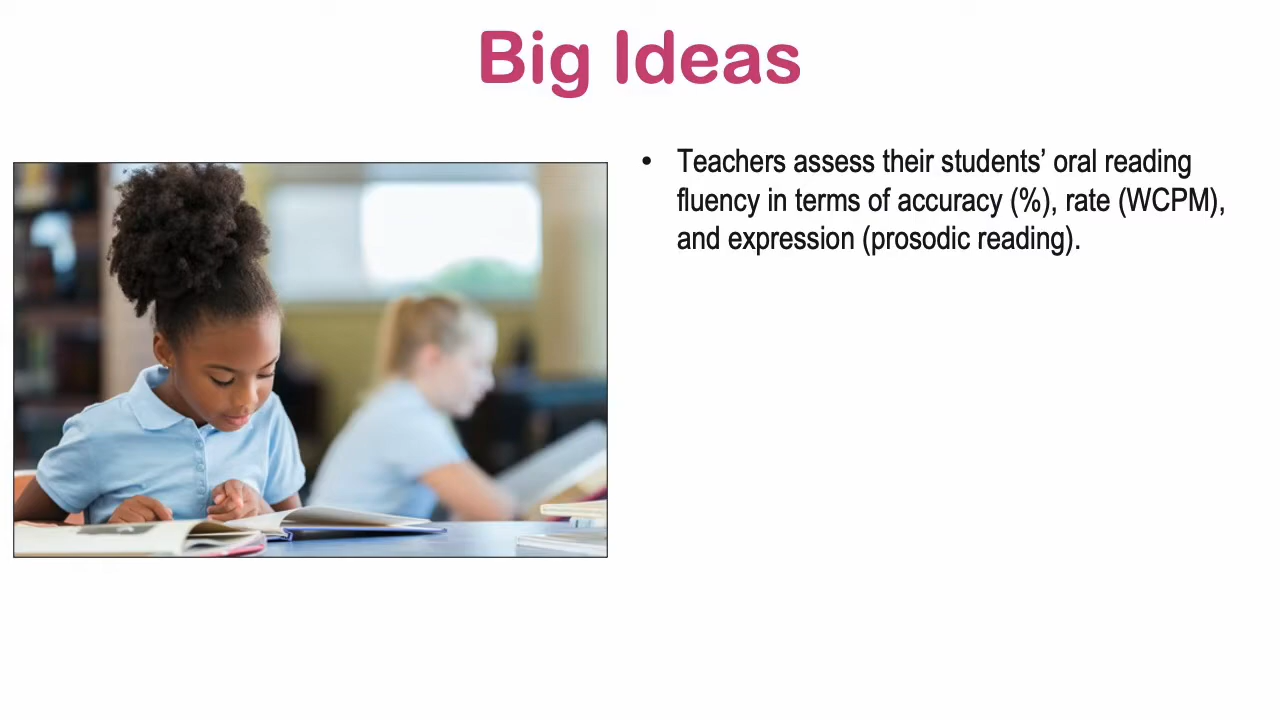 Big Ideas
• Teachers assess their students’ oral reading
fluency in terms of accuracy (%), rate (WCPM),
and expression (prosodic reading).